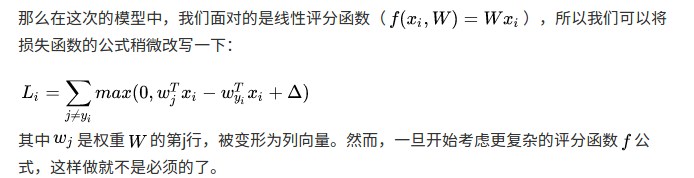 那么在这次的模型中，我们面对的是线性评分函数（f(x_i, W) = Wx_i），所以我们可以将
损失函数的公式稍微改写一下：
L_i = ∑_{j≠y_i} max(0, w_j^T x_i − w_{y_i}^T x_i + Δ)
其中 w_j 是权重 W 的第j行，被变形为列向量。然而，一旦开始考虑更复杂的评分函数 f 公
式，这样做就不是必须的了。